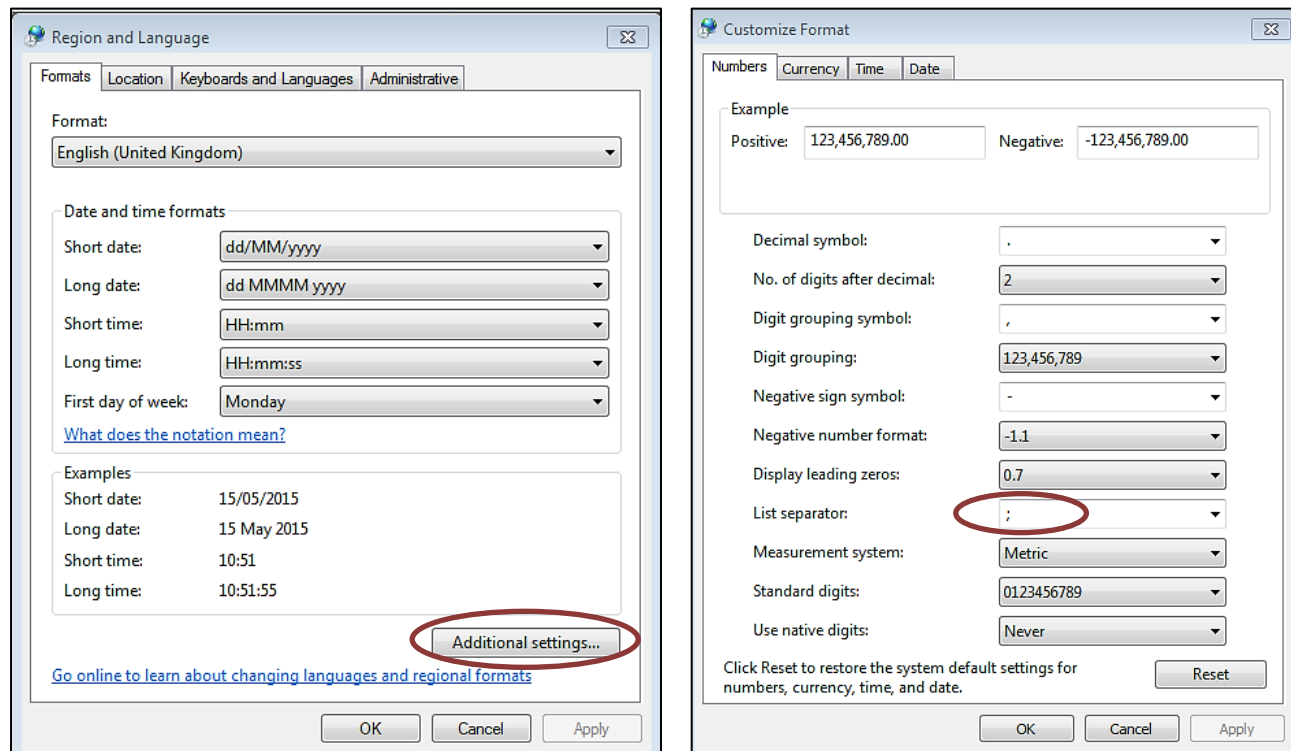 Region and Language
Formats Location Keyboards and Languages Administrative
Format:
English (United Kingdom)
Date and time formats
Short date: dd/MM/yyyy
Long date: dd MMMM yyyy
Short time: HH:mm
Long time: HH:mm:ss
First day of week: Monday
What does the notation mean?
Examples
Short date: 15/05/2015
Long date: 15 May 2015
Short time: 10:51
Long time: 10:51:55
Additional settings...
Go online to learn about changing languages and regional formats
OK Cancel Apply
Customize Format
Numbers Currency Time Date
Example
Positive: 123,456,789.00 Negative: -123,456,789.00
Decimal symbol: .
No. of digits after decimal: 2
Digit grouping symbol: ,
Digit grouping: 123,456,789
Negative sign symbol: -
Negative number format: -1.1
Display leading zeros: 0.7
List separator: ;
Measurement system: Metric
Standard digits: 0123456789
Use native digits: Never
Click Reset to restore the system default settings for
numbers, currency, time, and date.
Reset
OK Cancel Apply